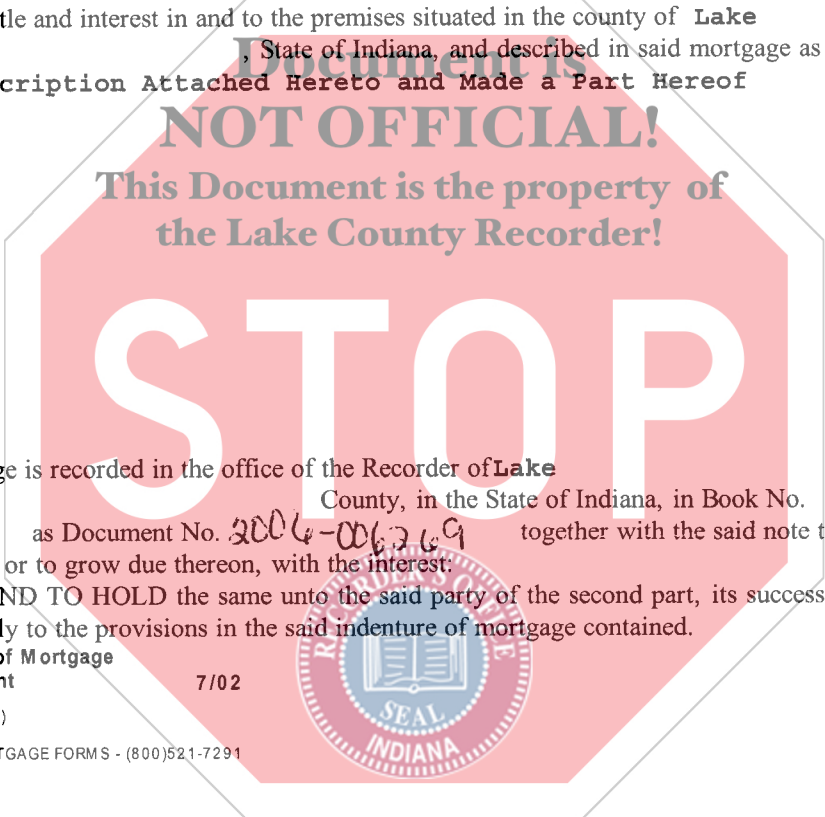 tle and interest in and to the premises situated in the county of Lake
, State of Indiana, and described in said mortgage as
Document is
cription Attached Hereto and Made a Part Hereof
NOT OFFICIAL!
This Document is the property of
the Lake County Recorder!
STOP
ge is recorded in the office of the Recorder of Lake
County, in the State of Indiana, in Book No.
as Document No. together with the said note t
or to grow due thereon, with the interest:
ND TO HOLD the same unto the said party of the second part, its success
ly to the provisions in the said indenture of mortgage contained.
of Mortgage
nt 7/02
)
TGAGE FORMS - (800)521-7291
RECORDER'S OFFICE
SEAL
INDIANA